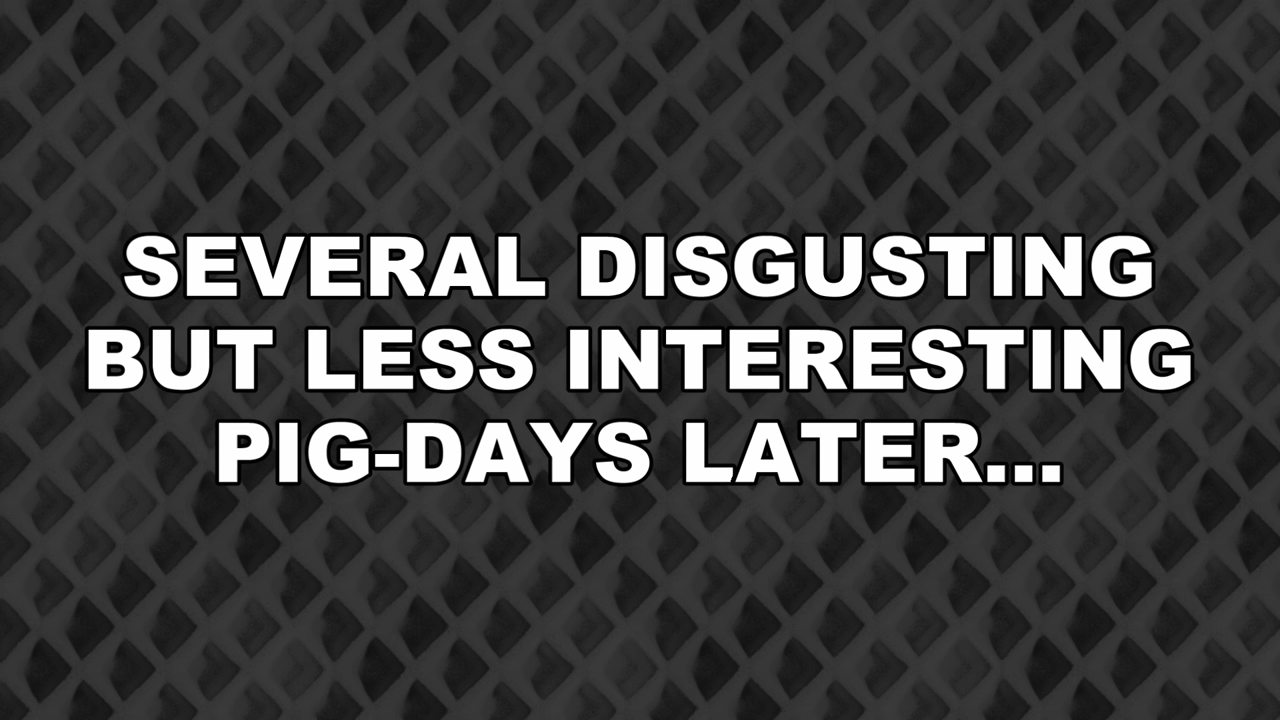 SEVERAL DISGUSTING
BUT LESS INTERESTING
PIG-DAYS LATER...